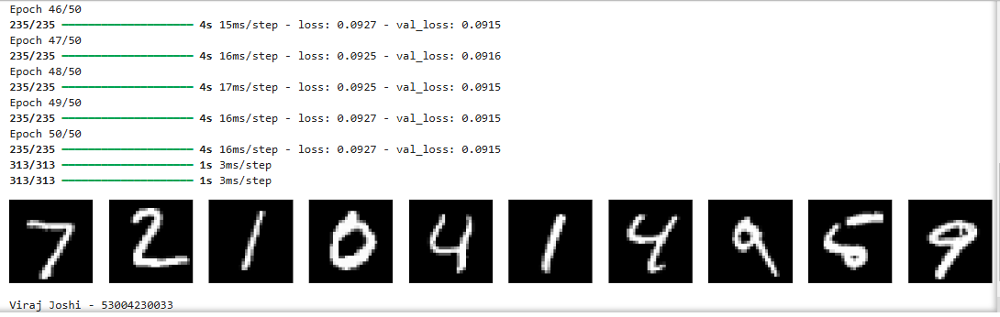 Epoch 46/50
235/235 ━━━━━━━━━━━━━━━━━━━━ 4s 15ms/step - loss: 0.0927 - val_loss: 0.0915
Epoch 47/50
235/235 ━━━━━━━━━━━━━━━━━━━━ 4s 16ms/step - loss: 0.0925 - val_loss: 0.0916
Epoch 48/50
235/235 ━━━━━━━━━━━━━━━━━━━━ 4s 17ms/step - loss: 0.0925 - val_loss: 0.0915
Epoch 49/50
235/235 ━━━━━━━━━━━━━━━━━━━━ 4s 16ms/step - loss: 0.0927 - val_loss: 0.0915
Epoch 50/50
235/235 ━━━━━━━━━━━━━━━━━━━━ 4s 16ms/step - loss: 0.0927 - val_loss: 0.0915
313/313 ━━━━━━━━━━━━━━━━━━━━ 1s 3ms/step
313/313 ━━━━━━━━━━━━━━━━━━━━ 1s 3ms/step
7 2 1 0 4 1 4 9 5 9
Viraj Joshi - 53004230033